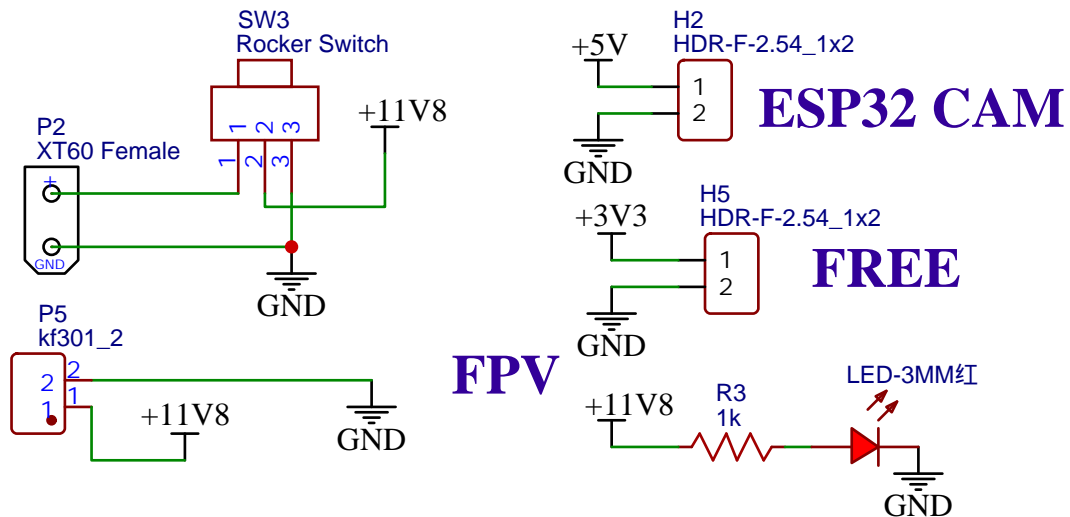 SW3
Rocker Switch
1 2 3
1 2 3
+11V8
P2
XT60 Female
+
GND
GND
P5
kf301_2
2 2
1 1
+11V8
GND
FPV
H2
HDR-F-2.54_1x2
+5V
1
2
GND
ESP32 CAM
H5
HDR-F-2.54_1x2
+3V3
1
2
GND
FREE
LED-3MM红
R3
1k
+11V8
GND